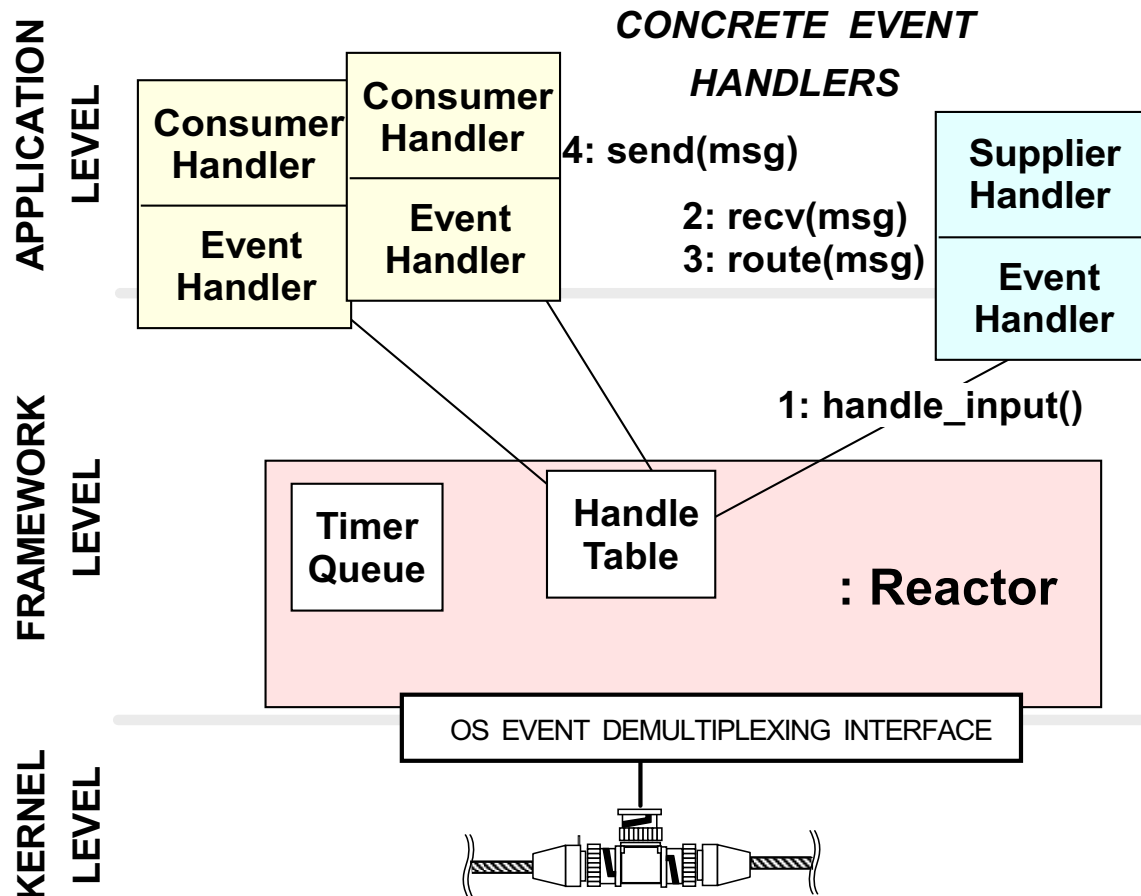 CONCRETE EVENT
HANDLERS
APPLICATION
LEVEL
Consumer
Handler
Event
Handler
Consumer
Handler
Event
Handler
4: send(msg)
2: recv(msg)
3: route(msg)
Supplier
Handler
Event
Handler
1: handle_input()
FRAMEWORK
LEVEL
Timer
Queue
Handle
Table
: Reactor
OS EVENT DEMULTIPLEXING INTERFACE
KERNEL
LEVEL